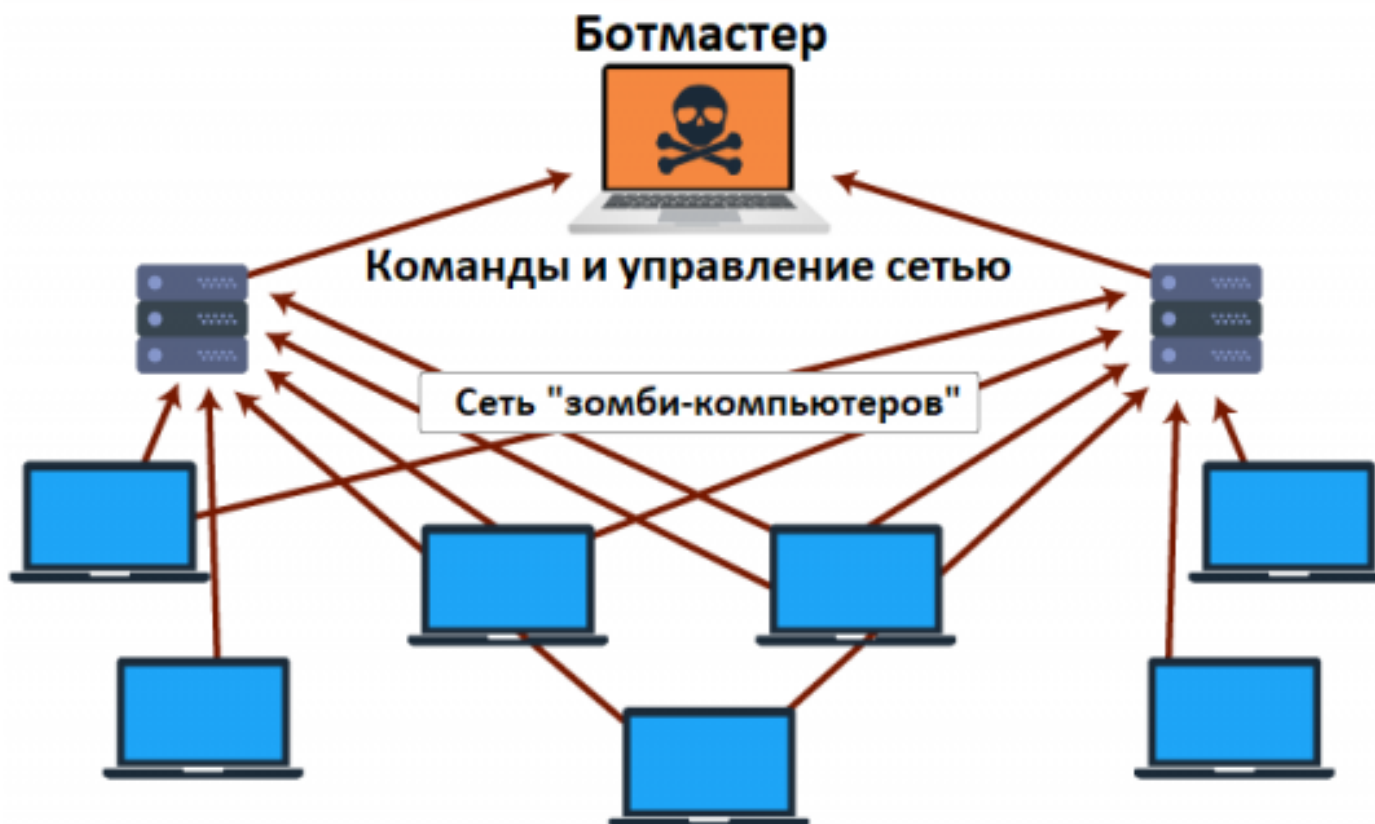 Ботмастер
Команды и управление сетью
Сеть "зомби-компьютеров"